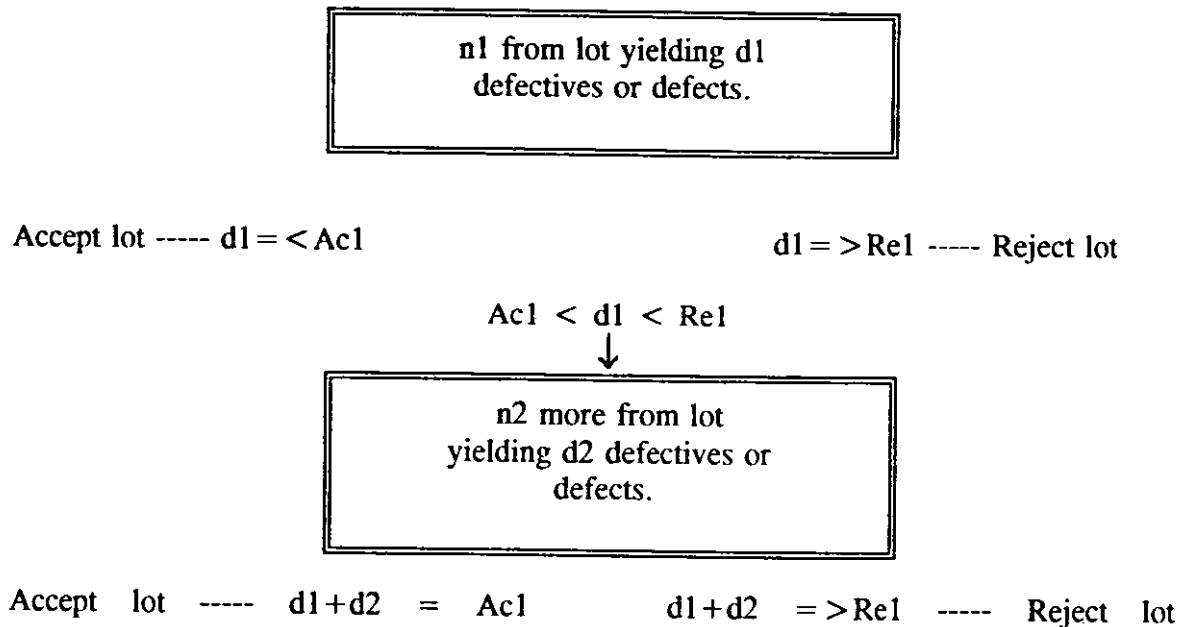 n1 from lot yielding d1
defectives or defects.
Accept lot ----- d1=<Ac1
d1=>Re1 ----- Reject lot
Ac1 < d1 < Re1
↓
n2 more from lot
yielding d2 defectives or
defects.
Accept lot ----- d1+d2 = Ac1 d1+d2 =>Re1 ----- Reject lot